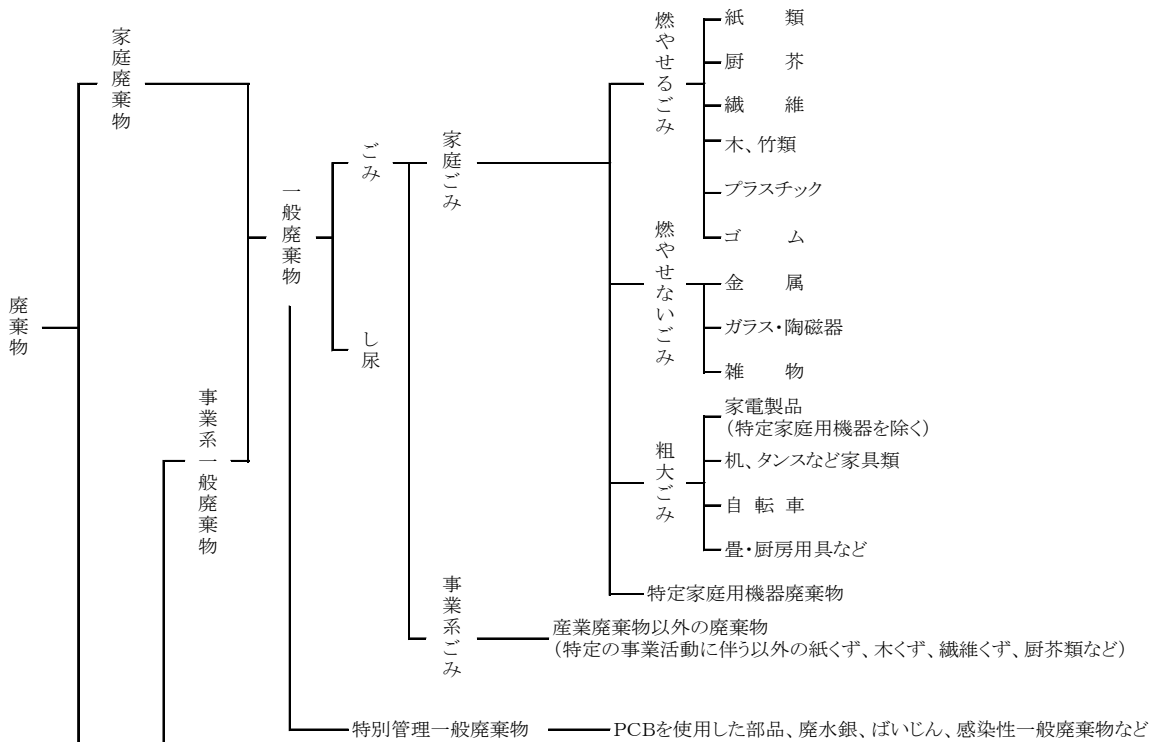 廃棄物
家庭廃棄物
事業系一般廃棄物
一般廃棄物
ごみ
し尿
家庭ごみ
燃やせるごみ
紙　類
厨　芥
繊　維
木、竹類
プラスチック
ゴ　ム
燃やせないごみ
金　属
ガラス・陶磁器
雑　物
粗大ごみ
家電製品
（特定家庭用機器を除く）
机、タンスなど家具類
自 転 車
畳・厨房用具など
特定家庭用機器廃棄物
事業系ごみ
産業廃棄物以外の廃棄物
（特定の事業活動に伴う以外の紙くず、木くず、繊維くず、厨芥類など）
特別管理一般廃棄物
PCBを使用した部品、廃水銀、ばいじん、感染性一般廃棄物など